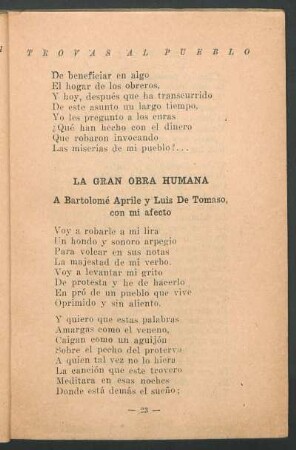 TROVAS AL PUEBLO
De beneficiar en algo
El hogar de los obreros,
Y hoy, después que ha transcurrido
De este asunto un largo tiempo,
Yo les pregunto a los curas
¿Qué han hecho con el dinero
Que robaron invocando
Las miserias de mi pueblo?...
LA GRAN OBRA HUMANA
A Bartolomé Aprile y Luis De Tomaso,
con mi afecto
Voy a robarle a mi lira
Un hondo y sonoro arpegio
Para volcar en sus notas
La majestad de mi verbo.
Voy a levantar mi grito
De protesta y he de hacerlo
En pró de un pueblo que vive
Oprimido y sin aliento.
Y quiero que estas palabras
Amargas como el veneno,
Caigan como un aguijón
Sobre el pecho del protervo
A quien tal vez no lo hiera
La canción que este trovero
Meditara en esas noches
Donde está demás el sueño;
— 23 —